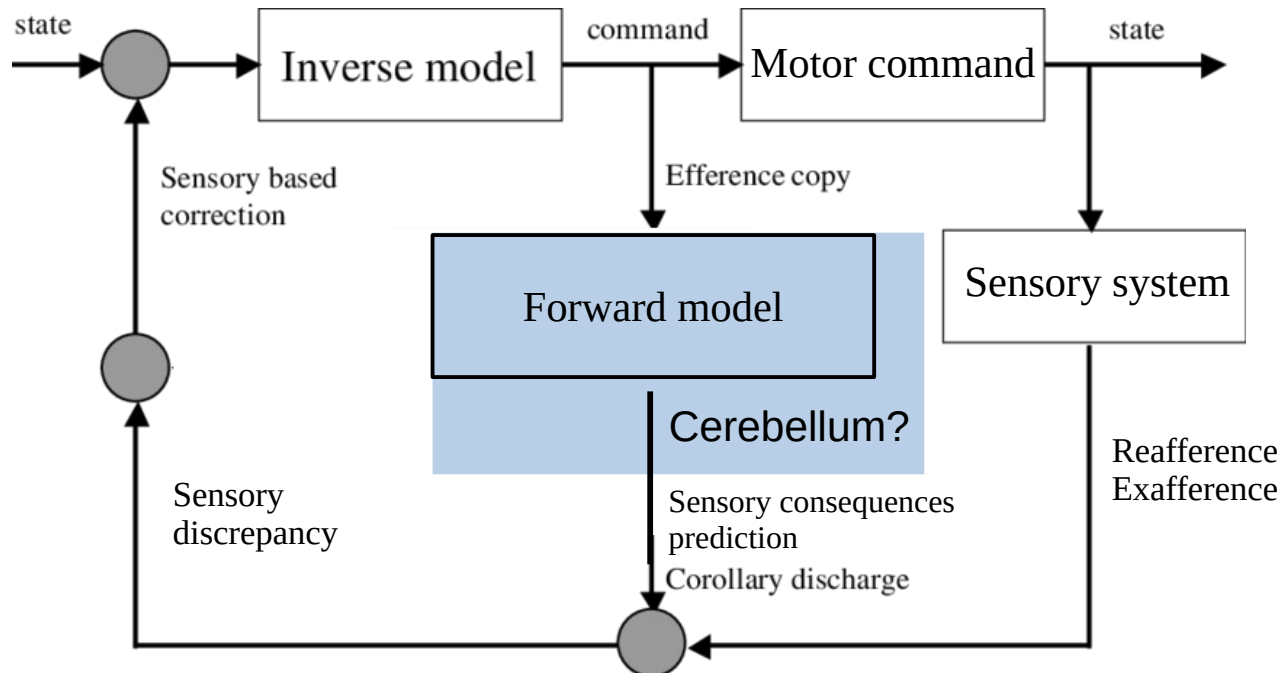 state
Inverse model
command
Motor command
state
Sensory based
correction
Efference copy
Forward model
Sensory system
Cerebellum?
Reafference
Exafference
Sensory
discrepancy
Sensory consequences
prediction
Corollary discharge